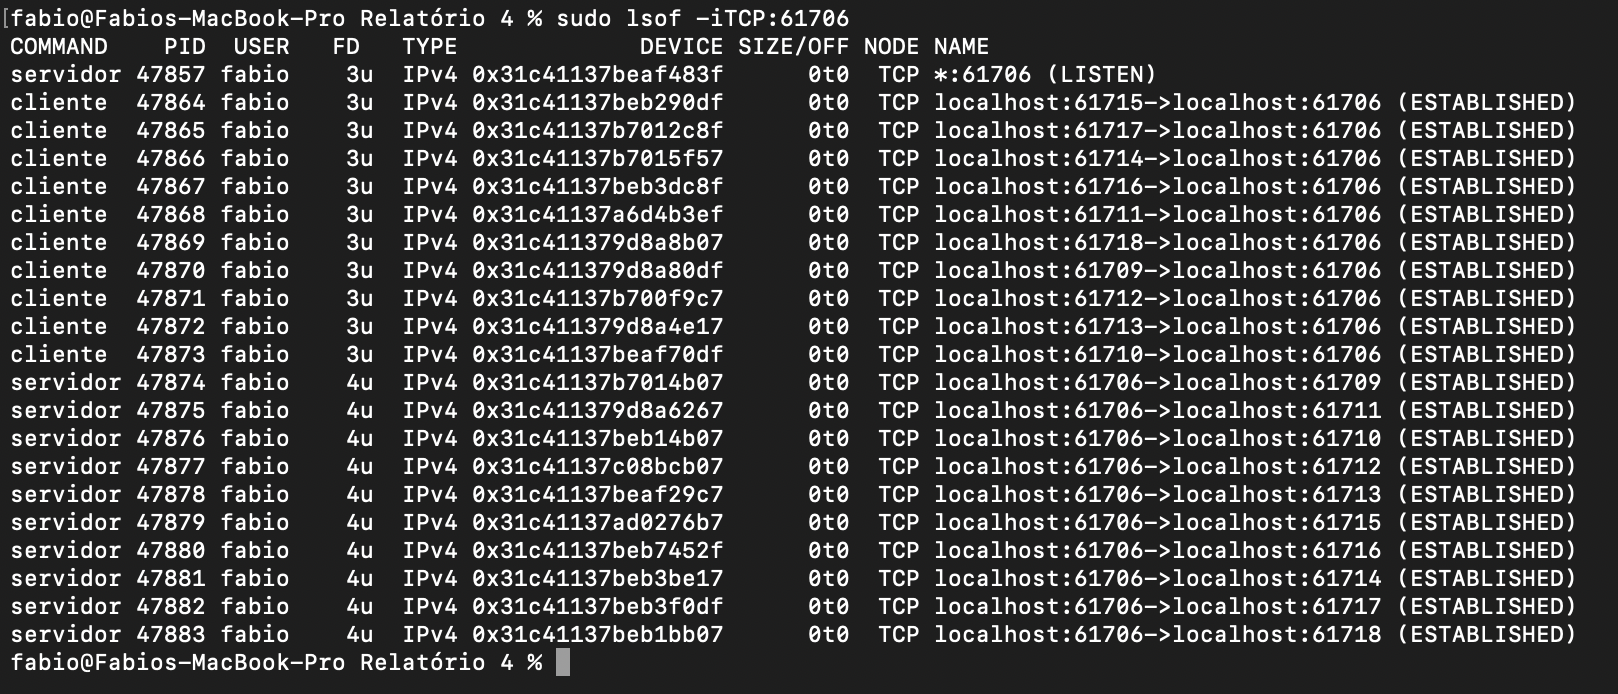 [fabio@Fabios-MacBook-Pro Relatório 4 % sudo lsof -iTCP:61706
COMMAND    PID  USER   FD   TYPE             DEVICE SIZE/OFF NODE NAME
servidor 47857 fabio    3u  IPv4 0x31c41137beaf483f      0t0  TCP *:61706 (LISTEN)
cliente  47864 fabio    3u  IPv4 0x31c41137beb290df      0t0  TCP localhost:61715->localhost:61706 (ESTABLISHED)
cliente  47865 fabio    3u  IPv4 0x31c41137b7012c8f      0t0  TCP localhost:61717->localhost:61706 (ESTABLISHED)
cliente  47866 fabio    3u  IPv4 0x31c41137b7015f57      0t0  TCP localhost:61714->localhost:61706 (ESTABLISHED)
cliente  47867 fabio    3u  IPv4 0x31c41137beb3dc8f      0t0  TCP localhost:61716->localhost:61706 (ESTABLISHED)
cliente  47868 fabio    3u  IPv4 0x31c41137a6d4b3ef      0t0  TCP localhost:61711->localhost:61706 (ESTABLISHED)
cliente  47869 fabio    3u  IPv4 0x31c411379d8a8b07      0t0  TCP localhost:61718->localhost:61706 (ESTABLISHED)
cliente  47870 fabio    3u  IPv4 0x31c411379d8a80df      0t0  TCP localhost:61709->localhost:61706 (ESTABLISHED)
cliente  47871 fabio    3u  IPv4 0x31c41137b700f9c7      0t0  TCP localhost:61712->localhost:61706 (ESTABLISHED)
cliente  47872 fabio    3u  IPv4 0x31c411379d8a4e17      0t0  TCP localhost:61713->localhost:61706 (ESTABLISHED)
cliente  47873 fabio    3u  IPv4 0x31c41137beaf70df      0t0  TCP localhost:61710->localhost:61706 (ESTABLISHED)
servidor 47874 fabio    4u  IPv4 0x31c41137b7014b07      0t0  TCP localhost:61706->localhost:61709 (ESTABLISHED)
servidor 47875 fabio    4u  IPv4 0x31c411379d8a6267      0t0  TCP localhost:61706->localhost:61711 (ESTABLISHED)
servidor 47876 fabio    4u  IPv4 0x31c41137beb14b07      0t0  TCP localhost:61706->localhost:61710 (ESTABLISHED)
servidor 47877 fabio    4u  IPv4 0x31c41137c08bcb07      0t0  TCP localhost:61706->localhost:61712 (ESTABLISHED)
servidor 47878 fabio    4u  IPv4 0x31c41137beaf29c7      0t0  TCP localhost:61706->localhost:61713 (ESTABLISHED)
servidor 47879 fabio    4u  IPv4 0x31c41137ad0276b7      0t0  TCP localhost:61706->localhost:61715 (ESTABLISHED)
servidor 47880 fabio    4u  IPv4 0x31c41137beb7452f      0t0  TCP localhost:61706->localhost:61716 (ESTABLISHED)
servidor 47881 fabio    4u  IPv4 0x31c41137beb3be17      0t0  TCP localhost:61706->localhost:61714 (ESTABLISHED)
servidor 47882 fabio    4u  IPv4 0x31c41137beb3f0df      0t0  TCP localhost:61706->localhost:61717 (ESTABLISHED)
servidor 47883 fabio    4u  IPv4 0x31c41137beb1bb07      0t0  TCP localhost:61706->localhost:61718 (ESTABLISHED)
fabio@Fabios-MacBook-Pro Relatório 4 %